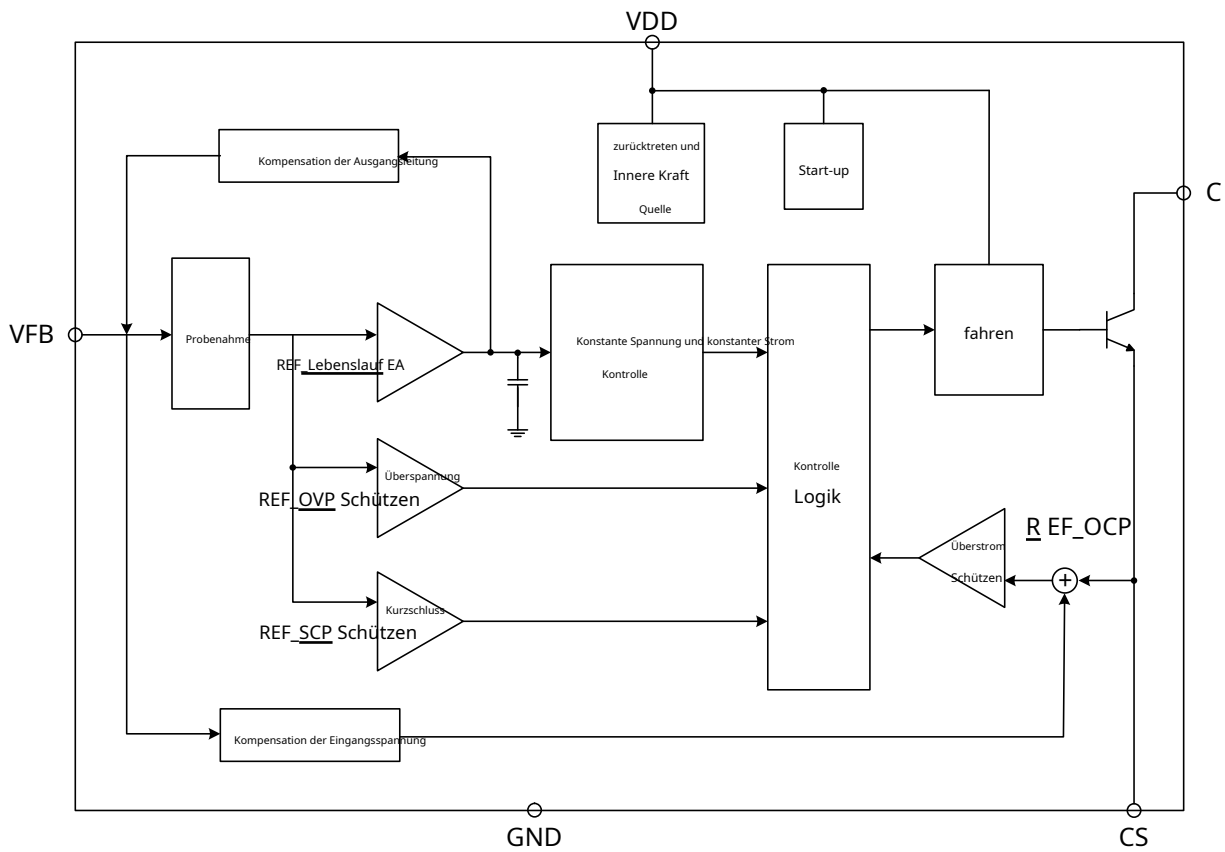 VDD
Kompensation der Ausgangsleitung
zurücktreten und
Innere Kraft
Quelle
Start-up
C
VFB
Probenahme
REF_Lebenslauf EA
Konstante Spannung und konstanter Strom
Kontrolle
fahren
Überspannung
REF_OVP Schützen
Kontrolle
Logik
R EF_OCP
Überstrom
Schützen
+
Kurzschluss
REF_SCP Schützen
Kompensation der Eingangsspannung
GND
CS